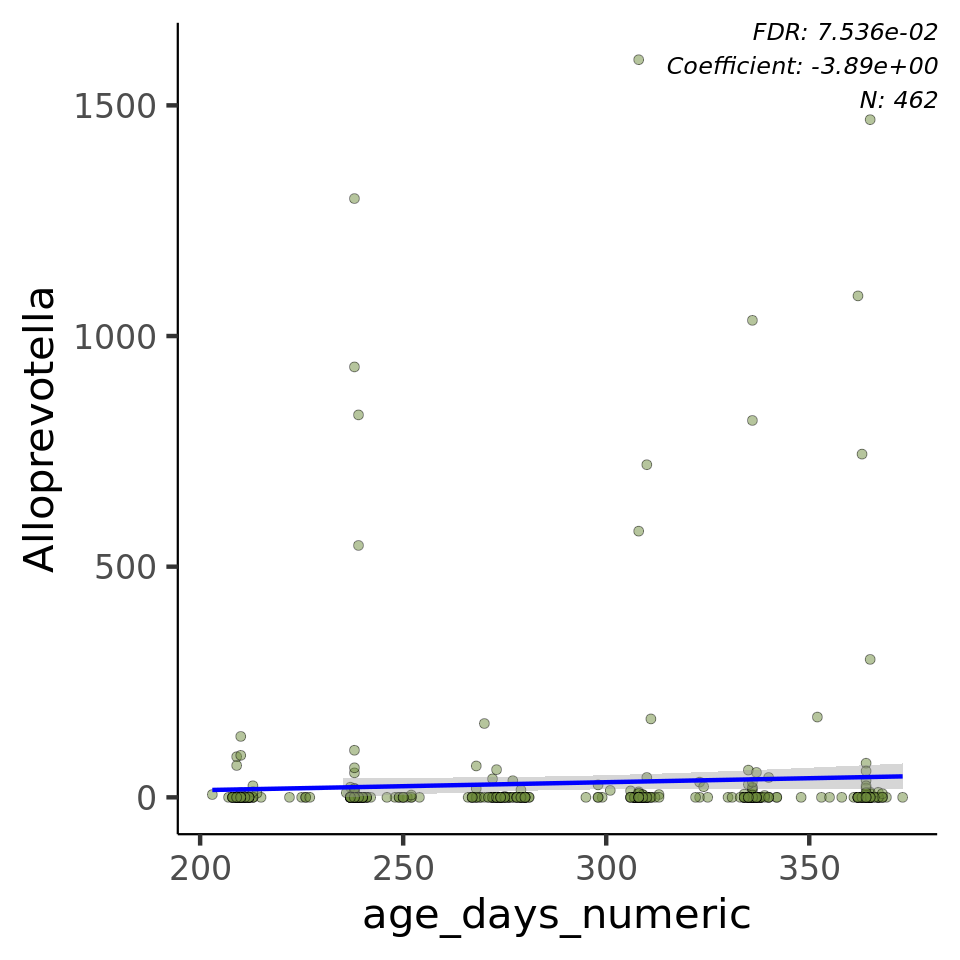 FDR: 7.536e-02
Coefficient: -3.89e+00
N: 462
1500
1000
500
0
Alloprevotella
200 250 300 350
age_days_numeric